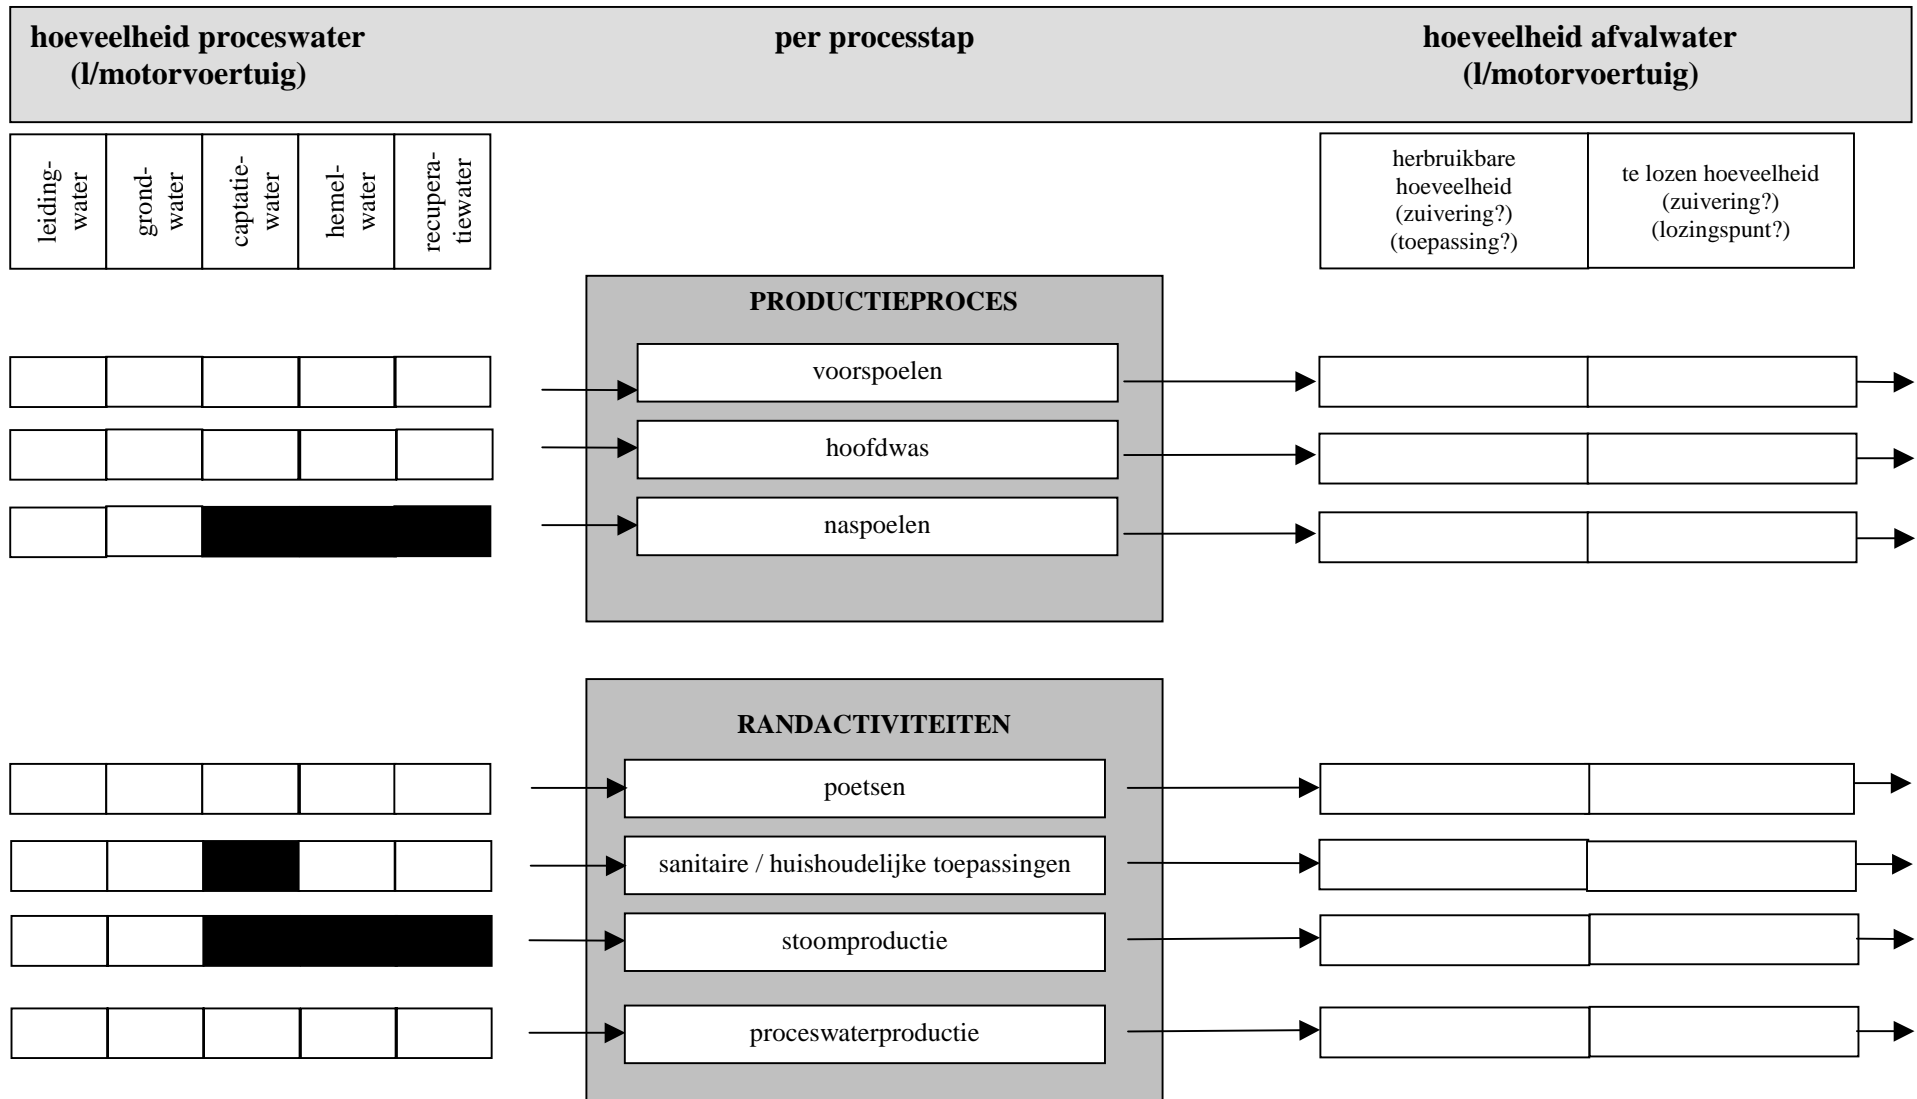 hoeveelheid proceswater
(l/motorvoertuig)
per processtap
hoeveelheid afvalwater
(l/motorvoertuig)
leiding-
water
grond-
water
captatie-
water
hemel-
water
recupera-
tiewater
herbruikbare
hoeveelheid
(zuivering?)
(toepassing?)
te lozen hoeveelheid
(zuivering?)
(lozingspunt?)
PRODUCTIEPROCES
voorspoelen
hoofdwas
naspoelen
RANDACTIVITEITEN
poetsen
sanitaire / huishoudelijke toepassingen
stoomproductie
proceswaterproductie